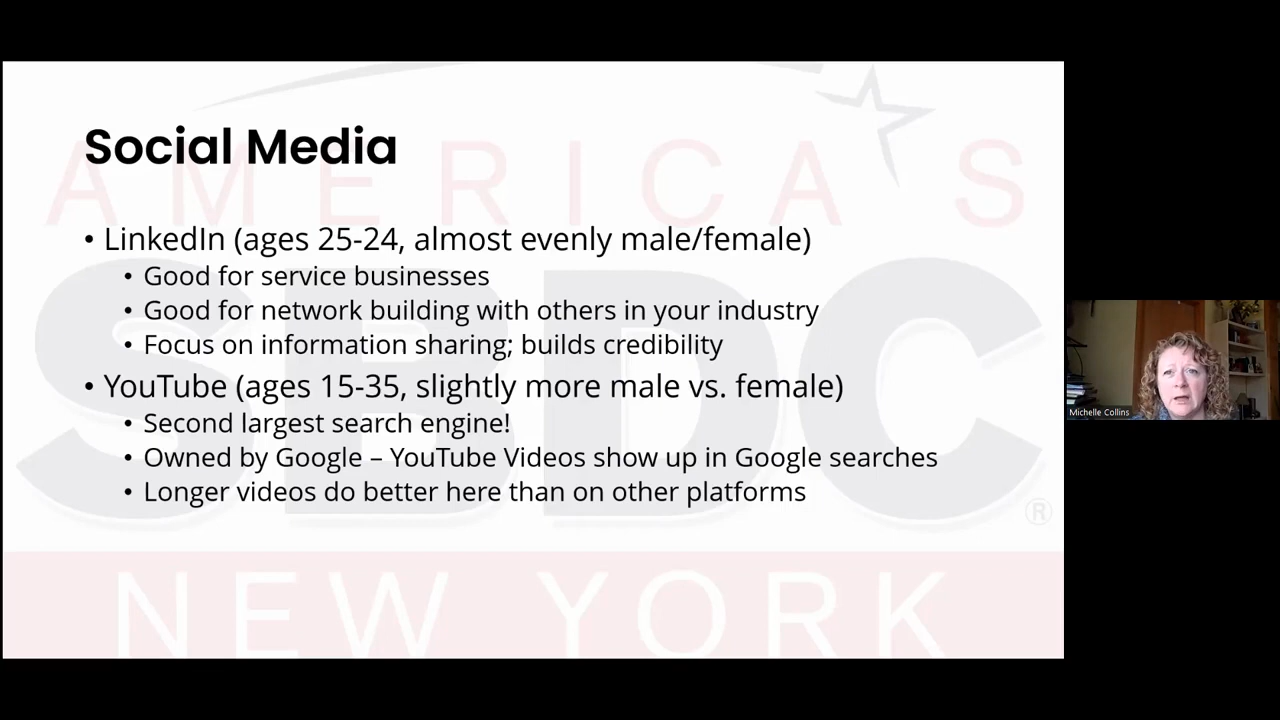 Social Media
AMERICA'S
• LinkedIn (ages 25-24, almost evenly male/female)
• Good for service businesses
• Good for network building with others in your industry
• Focus on information sharing; builds credibility
• YouTube (ages 15-35, slightly more male vs. female)
• Second largest search engine!
• Owned by Google – YouTube Videos show up in Google searches
• Longer videos do better here than on other platforms
SBDC
®
NEW YORK
Michelle Collins